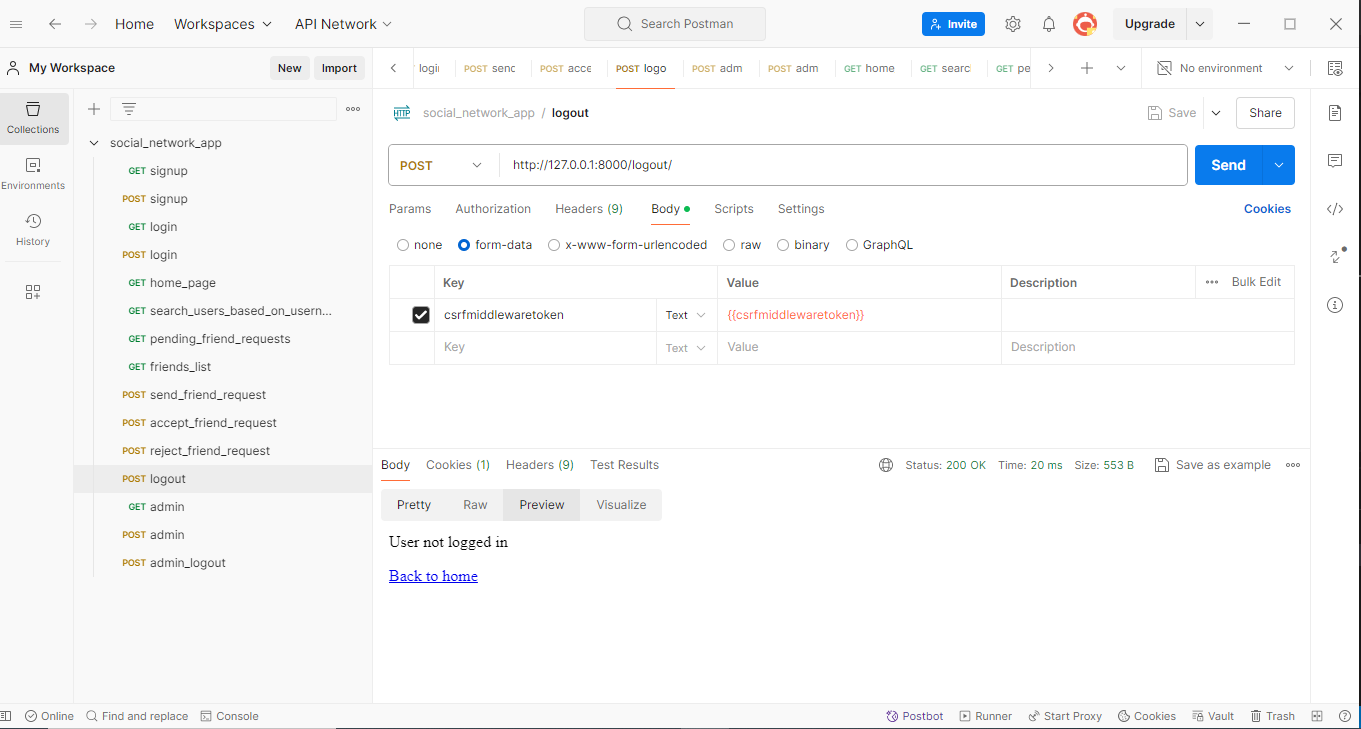 Home Workspaces API Network Search Postman Invite Upgrade
My Workspace New Import
logi POST senc POST acce POST logo POST adm POST adm GET home GET searc GET pe No environment
Collections
Environments
History
social_network_app
GET signup
POST signup
GET login
POST login
GET home_page
GET search_users_based_on_usern...
GET pending_friend_requests
GET friends_list
POST send_friend_request
POST accept_friend_request
POST reject_friend_request
POST logout
GET admin
POST admin
POST admin_logout
HTTP social_network_app / logout Save Share
POST http://127.0.0.1:8000/logout/ Send
Params Authorization Headers (9) Body Scripts Settings Cookies
none form-data x-www-form-urlencoded raw binary GraphQL
Key Value Description Bulk Edit
csrfmiddlewaretoken Text {{csrfmiddlewaretoken}}
Key Text Value Description
Body Cookies (1) Headers (9) Test Results Status: 200 OK Time: 20 ms Size: 553 B Save as example
Pretty Raw Preview Visualize
User not logged in
Back to home
Online Find and replace Console Postbot Runner Start Proxy Cookies Vault Trash